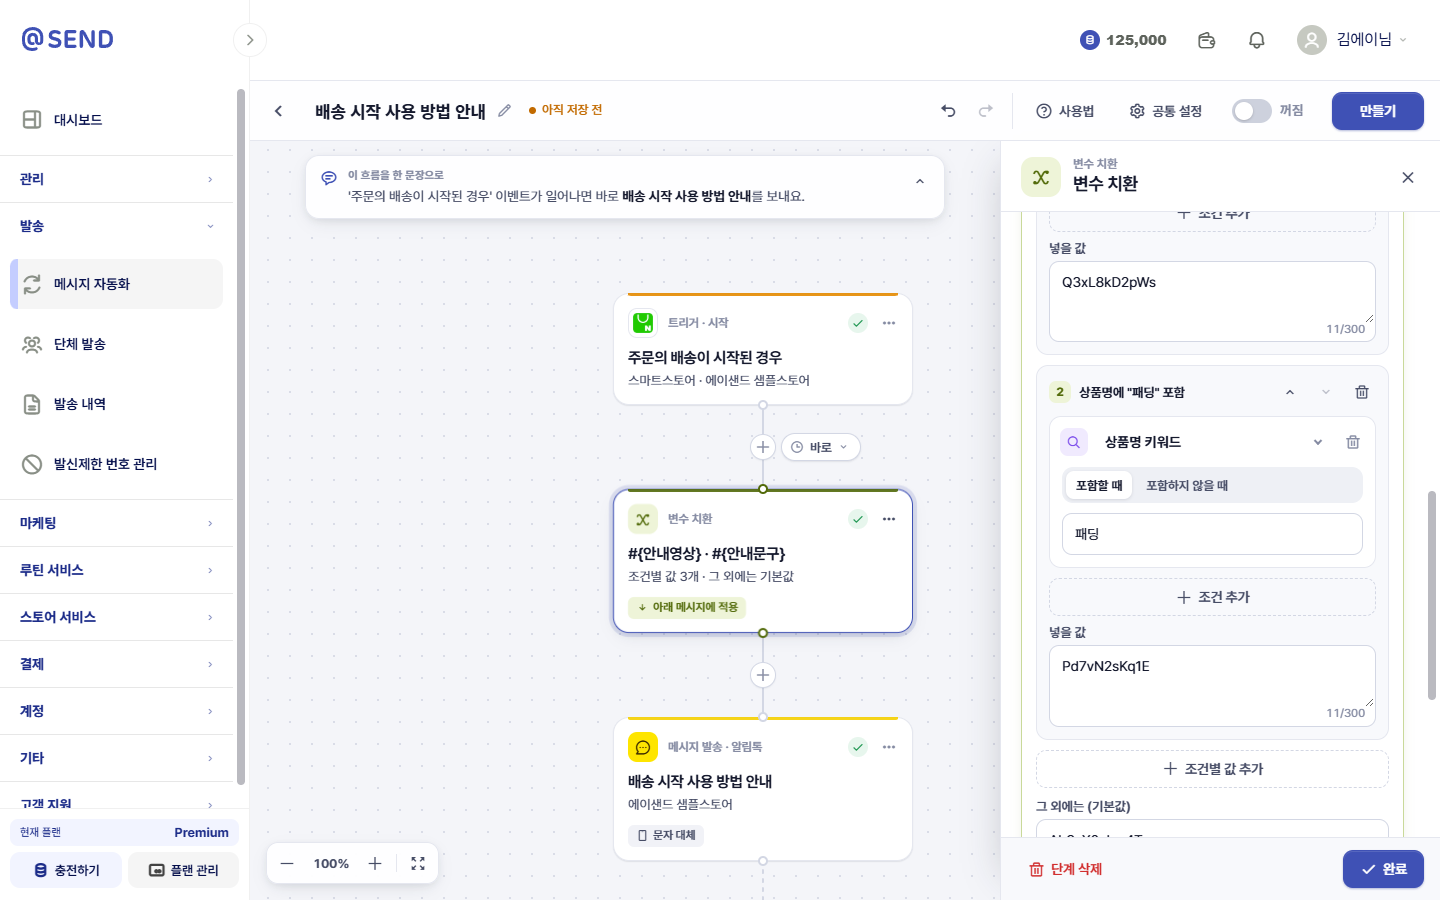 @SEND
대시보드
관리
발송
메시지 자동화
단체 발송
발송 내역
발신제한 번호 관리
마케팅
루틴 서비스
스토어 서비스
결제
계정
기타
고객 지원
현재 플랜 Premium
충전하기 플랜 관리
125,000 김에이님
배송 시작 사용 방법 안내 아직 저장 전
사용법 공통 설정 꺼짐 만들기
이 흐름을 한 문장으로
'주문의 배송이 시작된 경우' 이벤트가 일어나면 바로 배송 시작 사용 방법 안내를 보내요.
트리거 · 시작
주문의 배송이 시작된 경우
스마트스토어 · 에이샌드 샘플스토어
바로
변수 치환
#{안내영상} · #{안내문구}
조건별 값 3개 · 그 외에는 기본값
아래 메시지에 적용
메시지 발송 · 알림톡
배송 시작 사용 방법 안내
에이샌드 샘플스토어
문자 대체
100%
변수 치환
변수 치환
조건 추가
넣을 값
Q3xL8kD2pWs
11/300
2 상품명에 "패딩" 포함
상품명 키워드
포함할 때 포함하지 않을 때
패딩
조건 추가
넣을 값
Pd7vN2sKq1E
11/300
조건별 값 추가
그 외에는 (기본값)
단계 삭제 완료